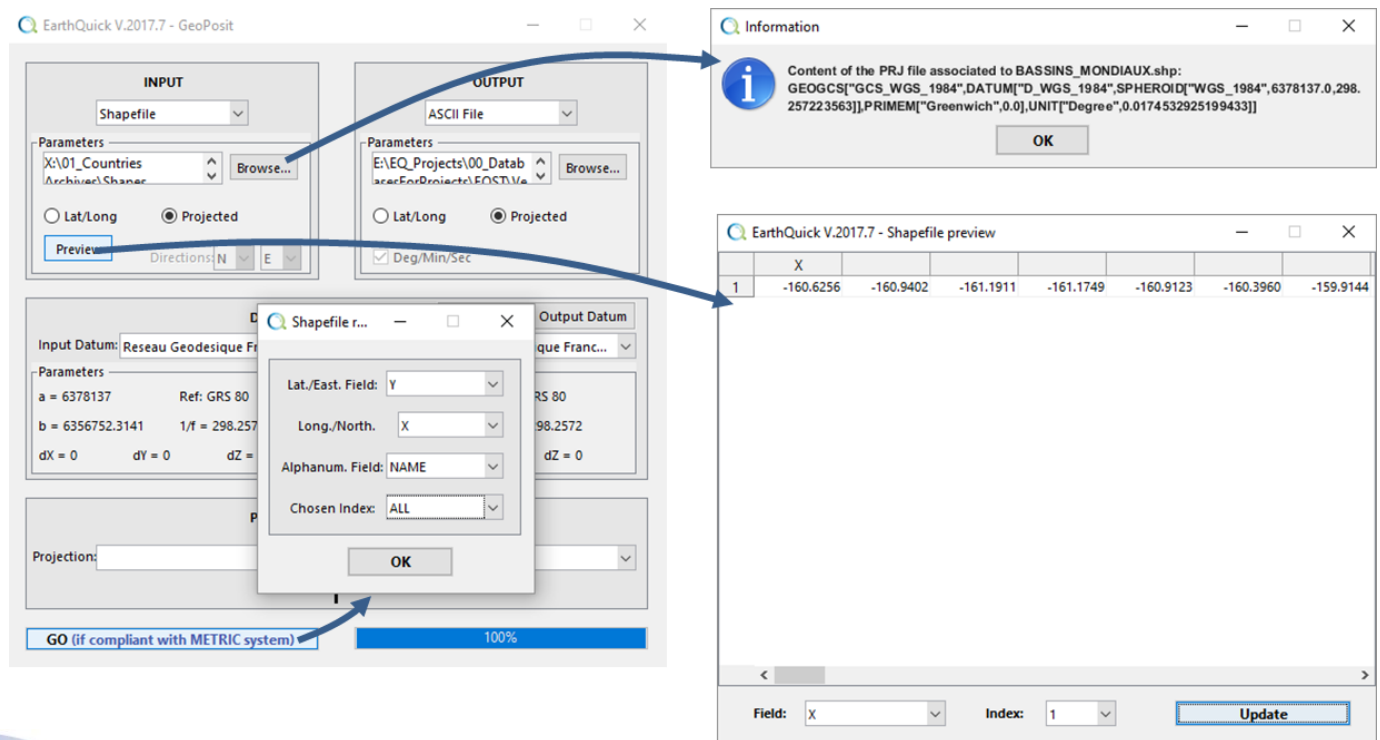 EarthQuick V.2017.7 - GeoPosit
INPUT
Shapefile
Parameters
X:\01_Countries
Browse...
Lat/Long
Projected
Preview
Directions: N E
OUTPUT
ASCII File
Parameters
E:\EQ_Projects\00_Datab
Browse...
Lat/Long
Projected
Deg/Min/Sec
Output Datum
Input Datum: Reseau Geodesique Fr
que Franc...
Parameters
a = 6378137 Ref: GRS 80
b = 6356752.3141 1/f = 298.257
dX = 0 dY = 0 dZ =
RS 80
98.2572
dZ = 0
Projection:
GO (if compliant with METRIC system)
100%
Shapefile r...
Lat./East. Field: Y
Long./North. X
Alphanum. Field: NAME
Chosen Index: ALL
OK
Information
Content of the PRJ file associated to BASSINS_MONDIAUX.shp:
GEOGCS["GCS_WGS_1984",DATUM["D_WGS_1984",SPHEROID["WGS_1984",6378137.0,298.
257223563]],PRIMEM["Greenwich",0.0],UNIT["Degree",0.0174532925199433]]
OK
EarthQuick V.2017.7 - Shapefile preview
X
1 -160.6256 -160.9402 -161.1911 -161.1749 -160.9123 -160.3960 -159.9144
Field: X Index: 1 Update